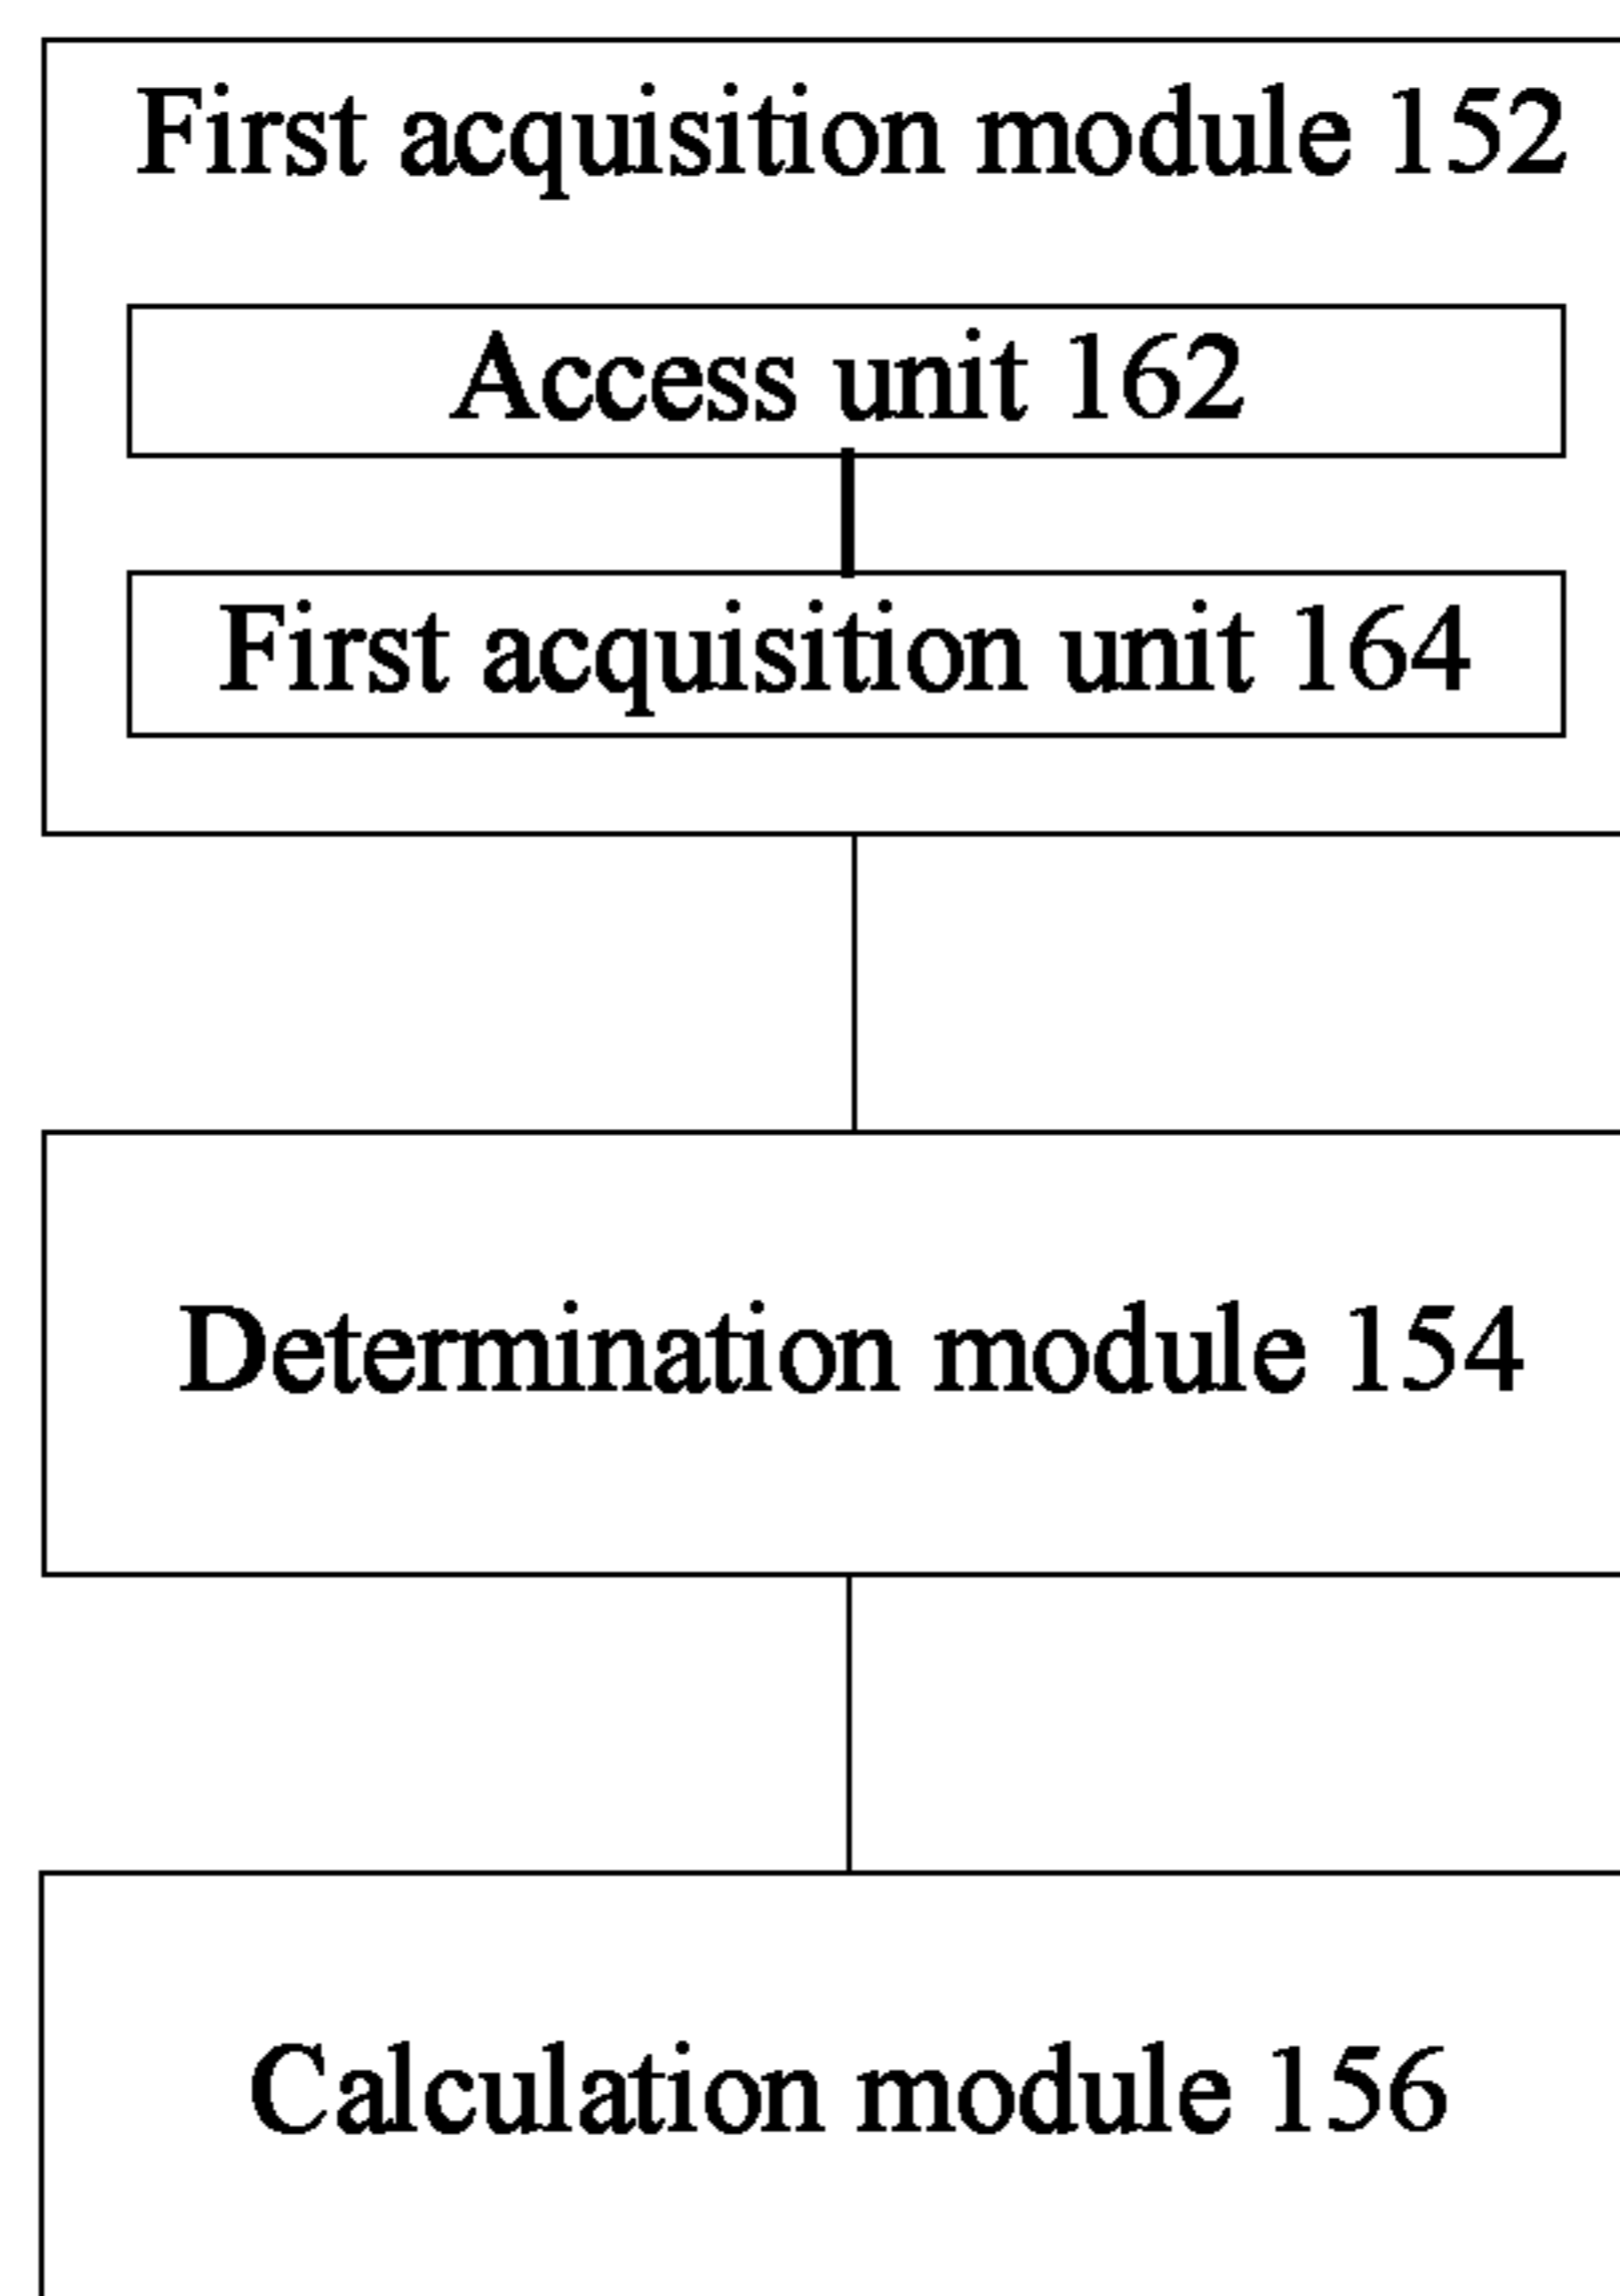 First acquisition module 152
Access unit 162
First acquisition unit 164
Determination module 154
Calculation module 156